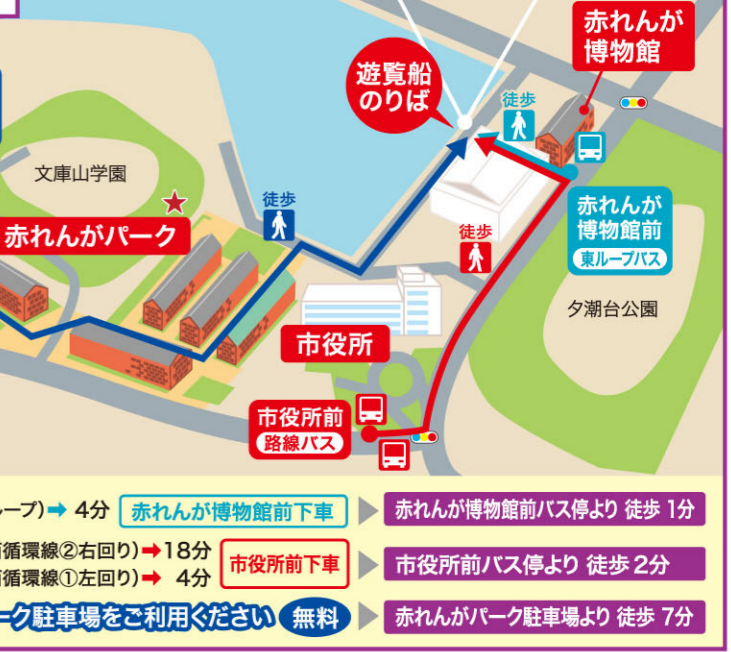 赤れんが
博物館
遊覧船
のりば
徒歩
文庫山学園
徒歩
赤れんがパーク
徒歩
赤れんが
博物館前
東ループバス
夕潮台公園
市役所
市役所前
路線バス
ループ)➡ 4分 赤れんが博物館前下車 赤れんが博物館前バス停より 徒歩 1分
循環線②右回り)➡18分
循環線①左回り)➡ 4分
市役所前下車 市役所前バス停より 徒歩 2分
ーク駐車場をご利用ください 無料 赤れんがパーク駐車場より 徒歩 7分